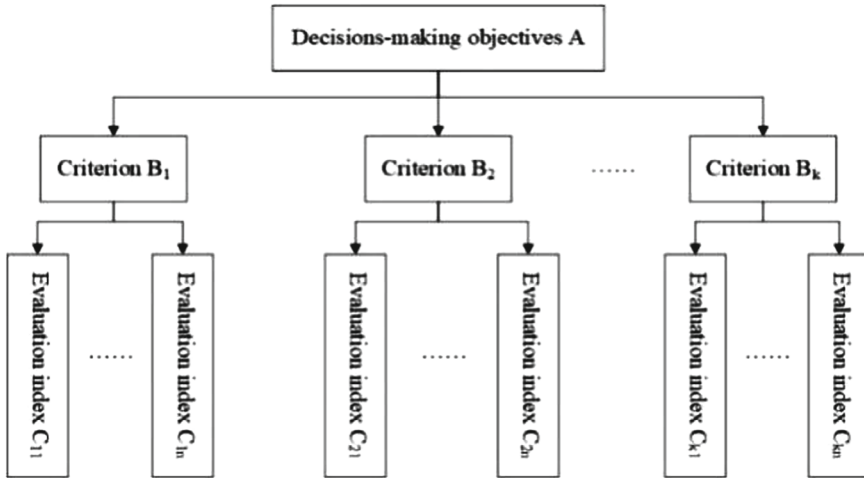 Decisions-making objectives A
Criterion B₁
Criterion B₂
......
Criterion Bₖ
Evaluation index C₁₁
......
Evaluation index C₁ₙ
Evaluation index C₂₁
......
Evaluation index C₂ₙ
Evaluation index Cₖ₁
......
Evaluation index Cₖₙ